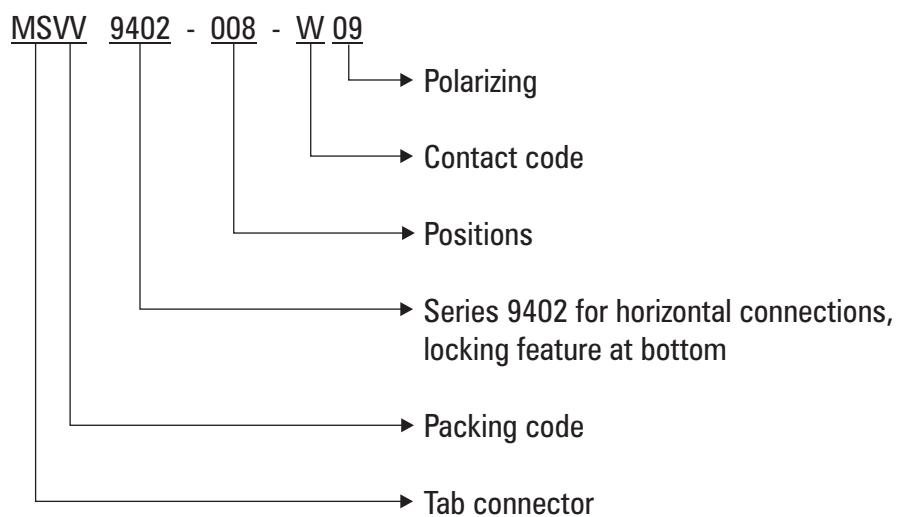 MSVV 9402 - 008 - W 09
Polarizing
Contact code
Positions
Series 9402 for horizontal connections,
locking feature at bottom
Packing code
Tab connector